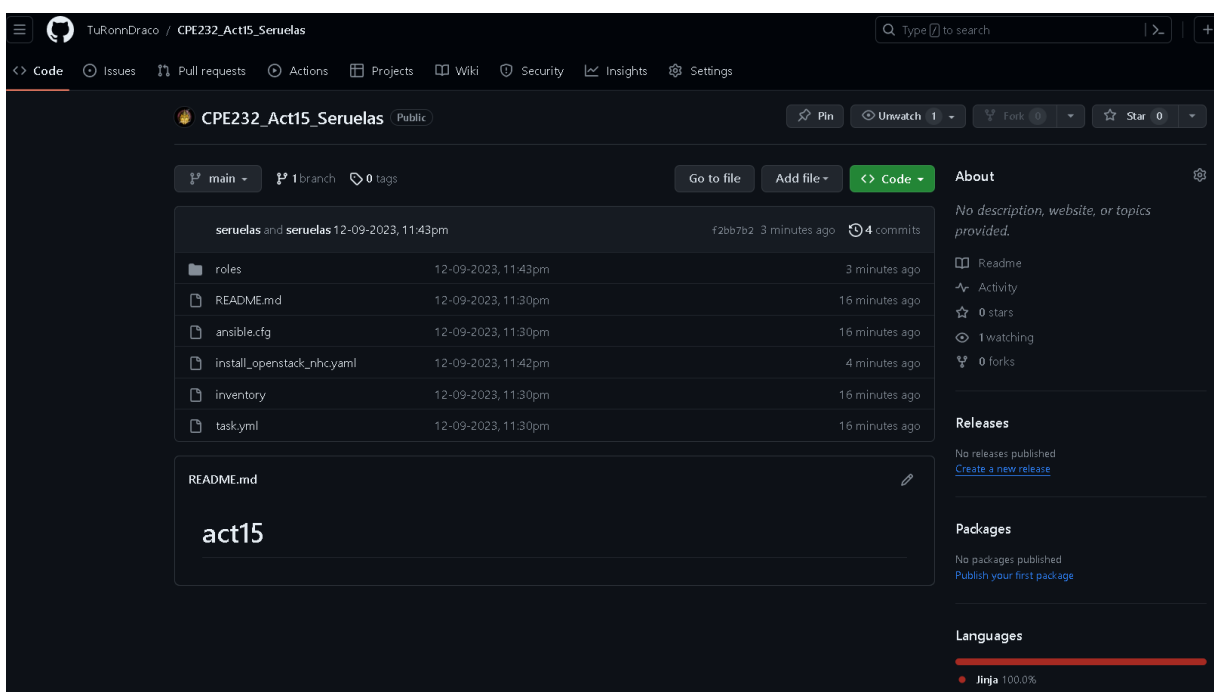 TuRonnDraco / CPE232_Act15_Seruelas
Type / to search
Code Issues Pull requests Actions Projects Wiki Security Insights Settings
CPE232_Act15_Seruelas Public
Pin Unwatch 1 Fork 0 Star 0
main 1 branch 0 tags
Go to file Add file Code
seruelas and seruelas 12-09-2023, 11:43pm f2bb7b2 3 minutes ago 4 commits
roles 12-09-2023, 11:43pm 3 minutes ago
README.md 12-09-2023, 11:30pm 16 minutes ago
ansible.cfg 12-09-2023, 11:30pm 16 minutes ago
install_openstack_nhc.yaml 12-09-2023, 11:42pm 4 minutes ago
inventory 12-09-2023, 11:30pm 16 minutes ago
task.yml 12-09-2023, 11:30pm 16 minutes ago
README.md
act15
About
No description, website, or topics
provided.
Readme
Activity
0 stars
1 watching
0 forks
Releases
No releases published
Create a new release
Packages
No packages published
Publish your first package
Languages
Jinja 100.0%